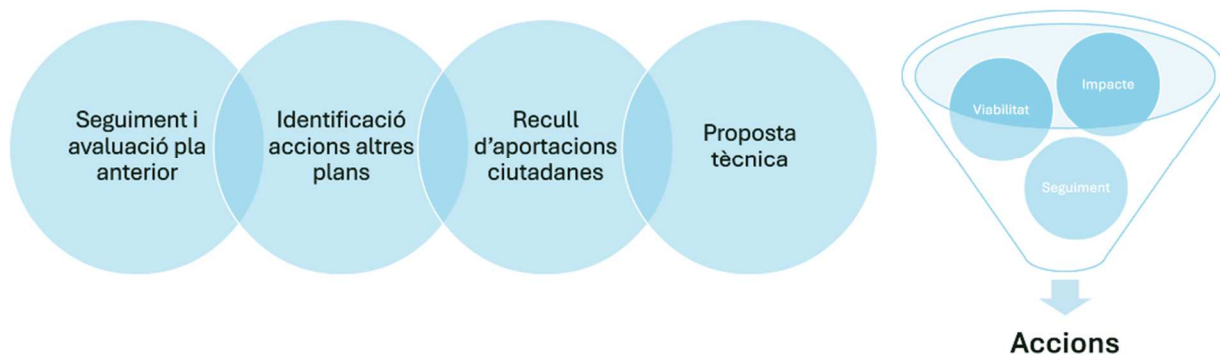 Seguiment i
avaluació pla
anterior
Identificació
accions altres
plans
Recull
d'aportacions
ciutadanes
Proposta
tècnica
Viabilitat
Impacte
Seguiment
Accions